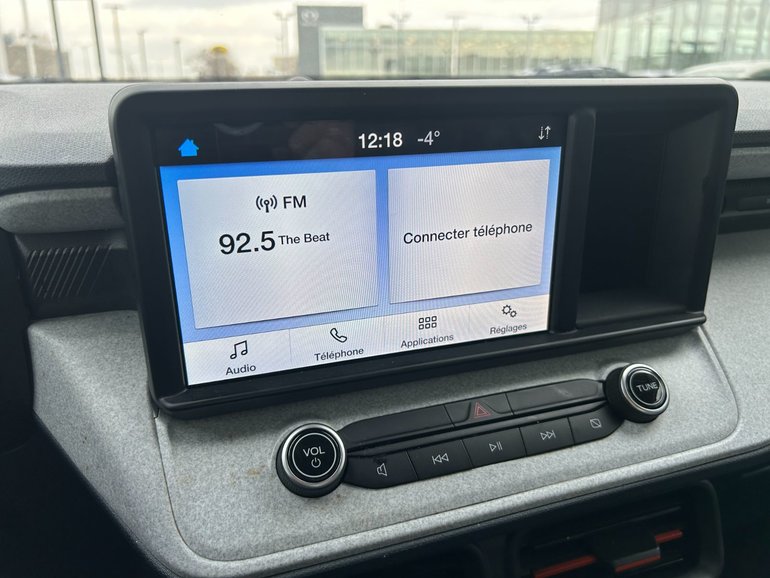 12:18 -4°
FM
92.5 The Beat
Connecter téléphone
Audio
Téléphone
Applications
Réglages
VOL
TUNE